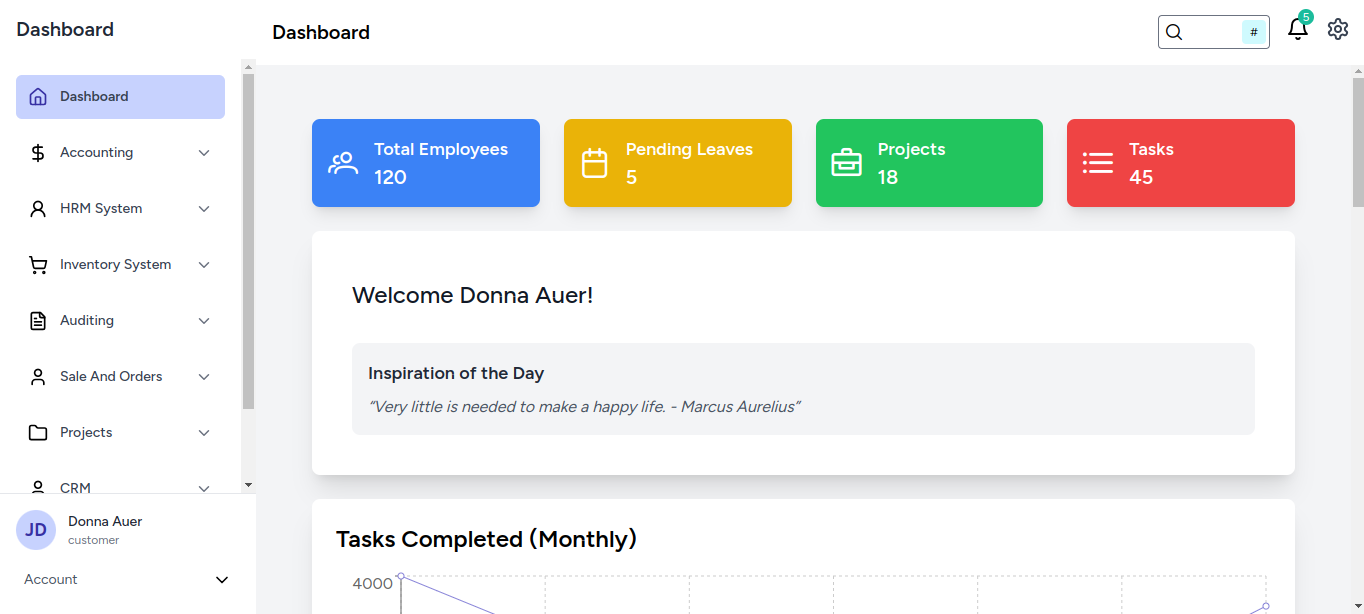 Dashboard
Dashboard
#
5
Dashboard
Accounting
HRM System
Inventory System
Auditing
Sale And Orders
Projects
CRM
JD
Donna Auer
customer
Account
Total Employees
120
Pending Leaves
5
Projects
18
Tasks
45
Welcome Donna Auer!
Inspiration of the Day
“Very little is needed to make a happy life. - Marcus Aurelius”
Tasks Completed (Monthly)
4000